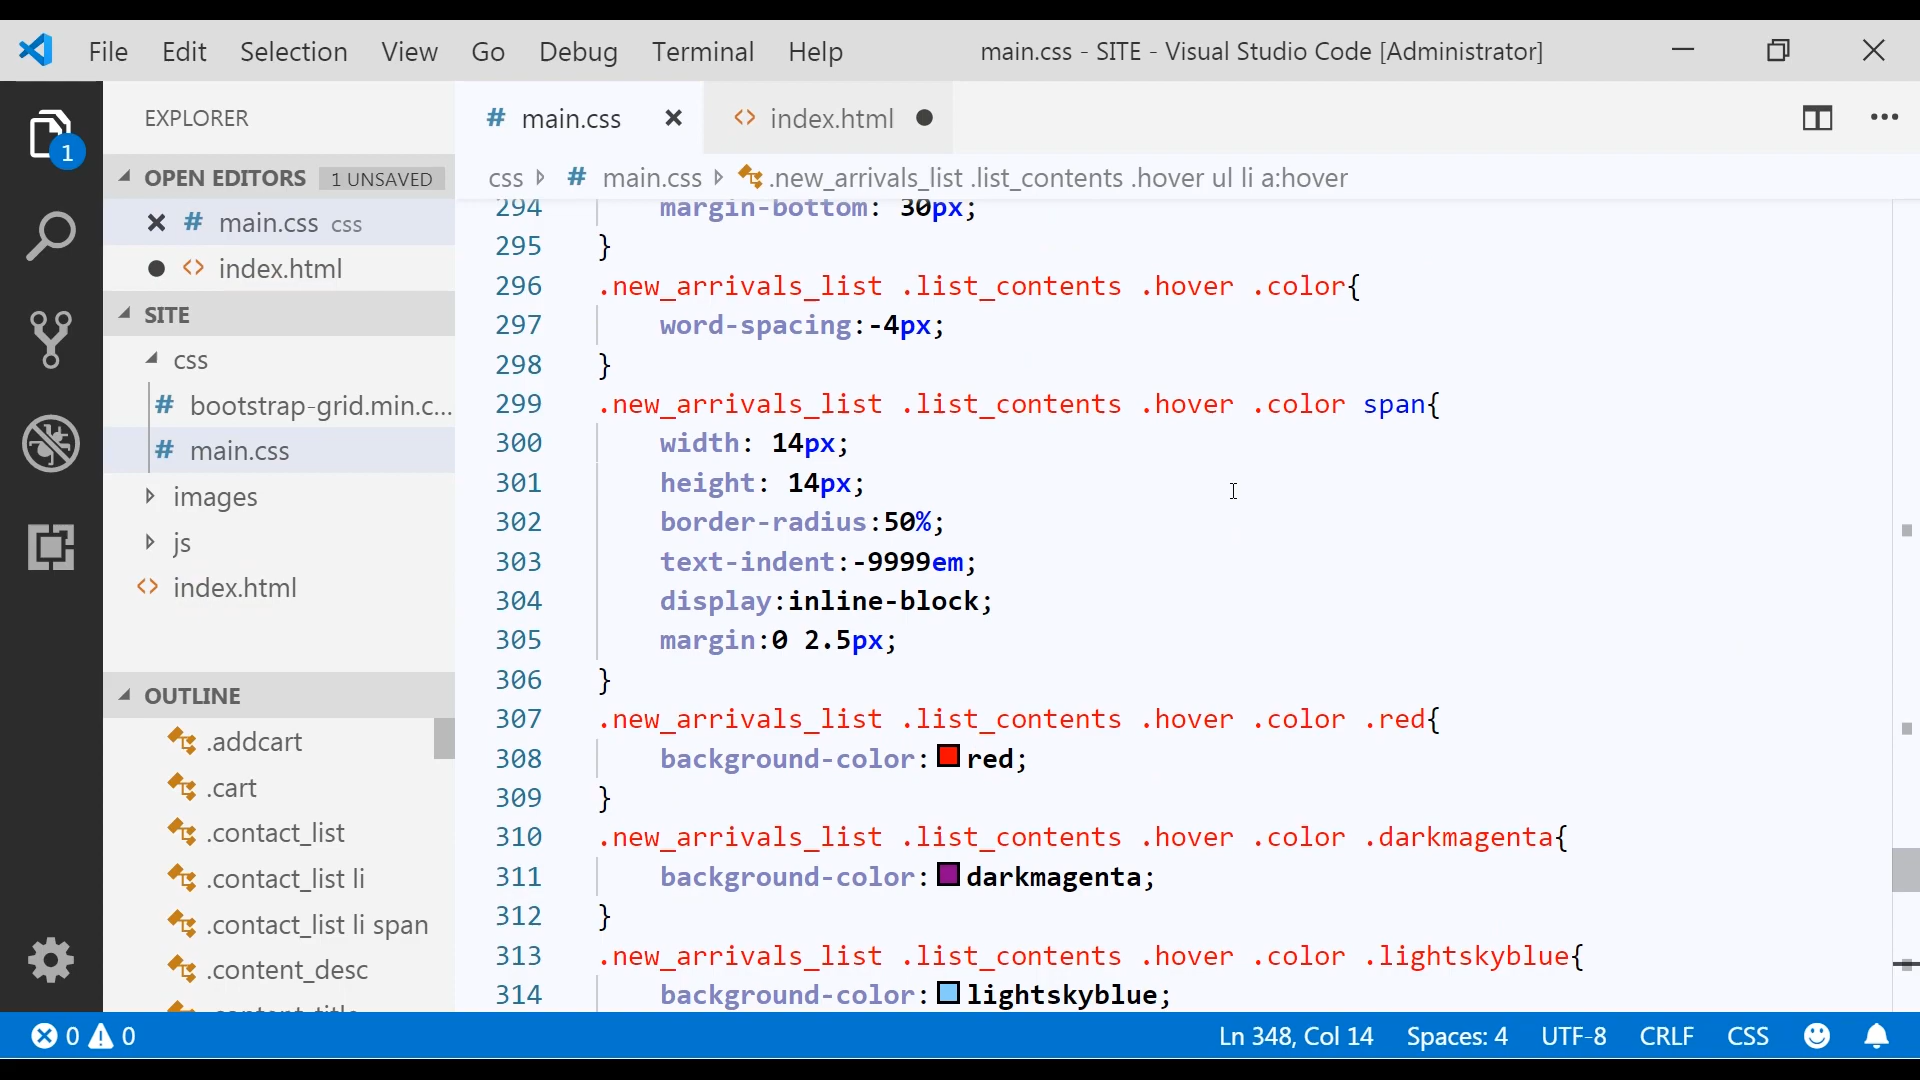 File Edit Selection View Go Debug Terminal Help main.css - SITE - Visual Studio Code [Administrator]
EXPLORER
# main.css <> index.html
1
OPEN EDITORS 1 UNSAVED
# main.css css
<> index.html
SITE
css
# bootstrap-grid.min.c...
# main.css
images
js
<> index.html
OUTLINE
.addcart
.cart
.contact_list
.contact_list li
.contact_list li span
.content_desc
.content_title
css # main.css .new_arrivals_list .list_contents .hover ul li a:hover
294 margin-bottom: 30px;
295 }
296 .new_arrivals_list .list_contents .hover .color{
297 word-spacing:-4px;
298 }
299 .new_arrivals_list .list_contents .hover .color span{
300 width: 14px;
301 height: 14px;
302 border-radius:50%;
303 text-indent:-9999em;
304 display:inline-block;
305 margin:0 2.5px;
306 }
307 .new_arrivals_list .list_contents .hover .color .red{
308 background-color:red;
309 }
310 .new_arrivals_list .list_contents .hover .color .darkmagenta{
311 background-color:darkmagenta;
312 }
313 .new_arrivals_list .list_contents .hover .color .lightskyblue{
314 background-color:lightskyblue;
0 0 Ln 348, Col 14 Spaces: 4 UTF-8 CRLF CSS